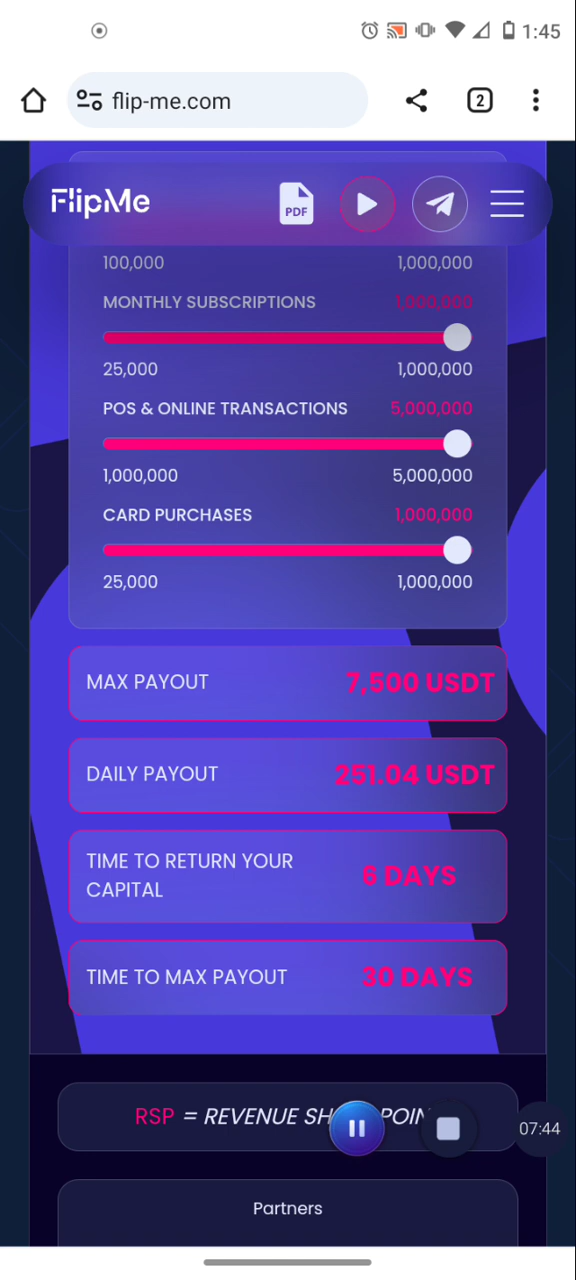 1:45
flip-me.com
2
FlipMe
PDF
100,000 1,000,000
MONTHLY SUBSCRIPTIONS 1,000,000
25,000 1,000,000
POS & ONLINE TRANSACTIONS 5,000,000
1,000,000 5,000,000
CARD PURCHASES 1,000,000
25,000 1,000,000
MAX PAYOUT 7,500 USDT
DAILY PAYOUT 251.04 USDT
TIME TO RETURN YOUR
CAPITAL
6 DAYS
TIME TO MAX PAYOUT 30 DAYS
RSP = REVENUE
07:44
Partners